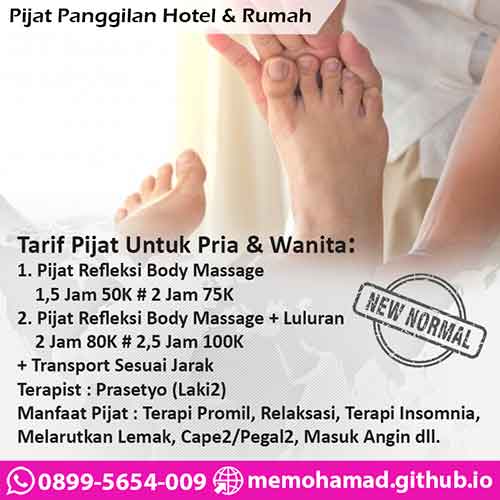 Pijat Panggilan Hotel & Rumah
Tarif Pijat Untuk Pria & Wanita:
1. Pijat Refleksi Body Massage
1,5 Jam 50K # 2 Jam 75K
2. Pijat Refleksi Body Massage + Luluran
2 Jam 80K # 2,5 Jam 100K
+ Transport Sesuai Jarak
NEW NORMAL
Terapist : Prasetyo (Laki2)
Manfaat Pijat : Terapi Promil, Relaksasi, Terapi Insomnia,
Melarutkan Lemak, Cape2/Pegal2, Masuk Angin dll.
0899-5654-009 memohamad.github.io